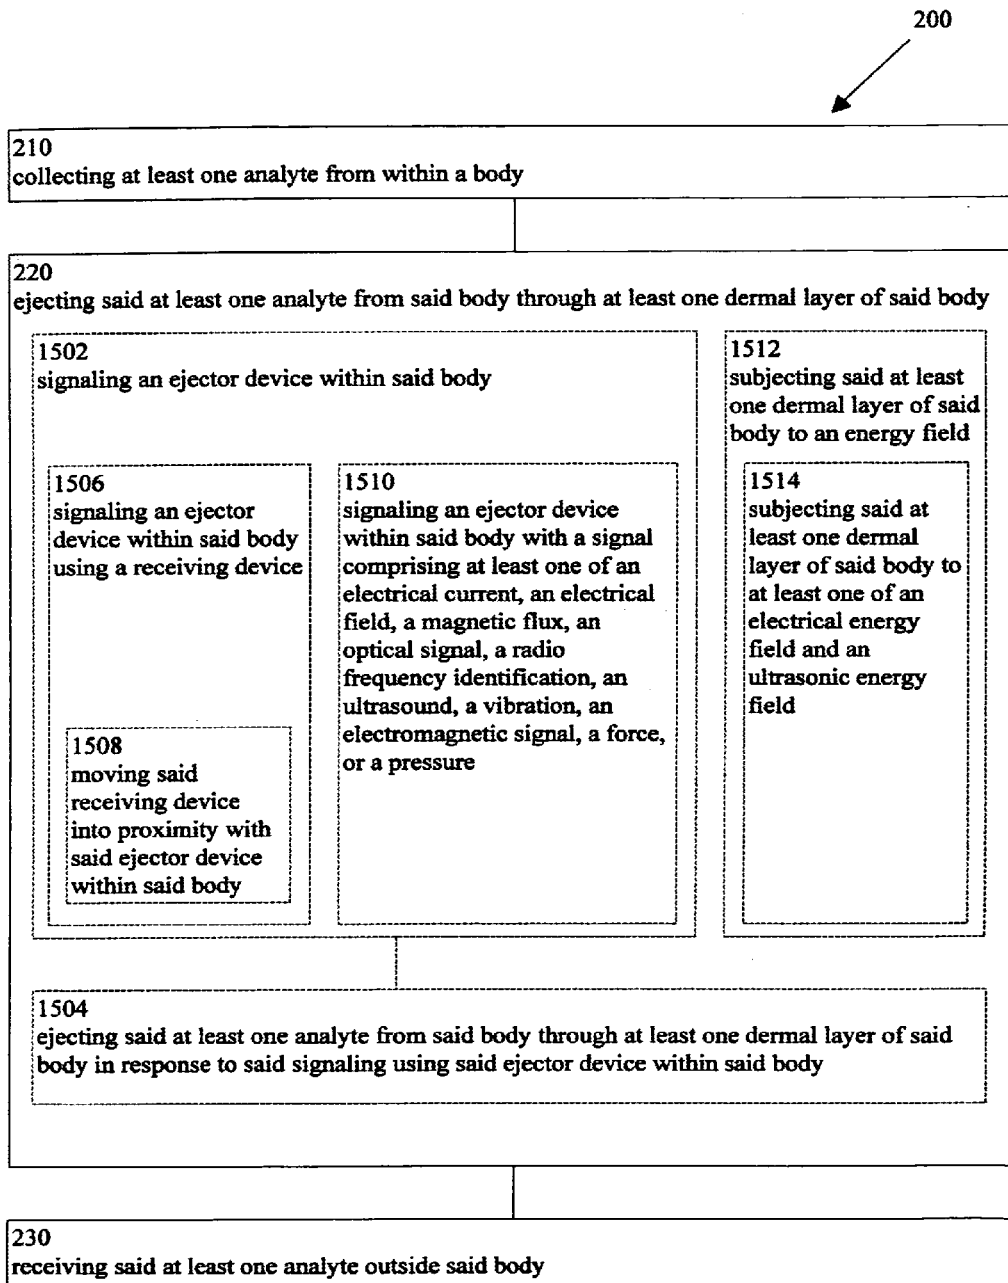 200
210
collecting at least one analyte from within a body
220
ejecting said at least one analyte from said body through at least one dermal layer of said body
1502
signaling an ejector device within said body
1506
signaling an ejector
device within said body
using a receiving device
1508
moving said
receiving device
into proximity with
said ejector device
within said body
1510
signaling an ejector device
within said body with a signal
comprising at least one of an
electrical current, an electrical
field, a magnetic flux, an
optical signal, a radio
frequency identification, an
ultrasound, a vibration, an
electromagnetic signal, a force,
or a pressure
1512
subjecting said at least
one dermal layer of said
body to an energy field
1514
subjecting said at
least one dermal
layer of said body to
at least one of an
electrical energy
field and an
ultrasonic energy
field
1504
ejecting said at least one analyte from said body through at least one dermal layer of said
body in response to said signaling using said ejector device within said body
230
receiving said at least one analyte outside said body